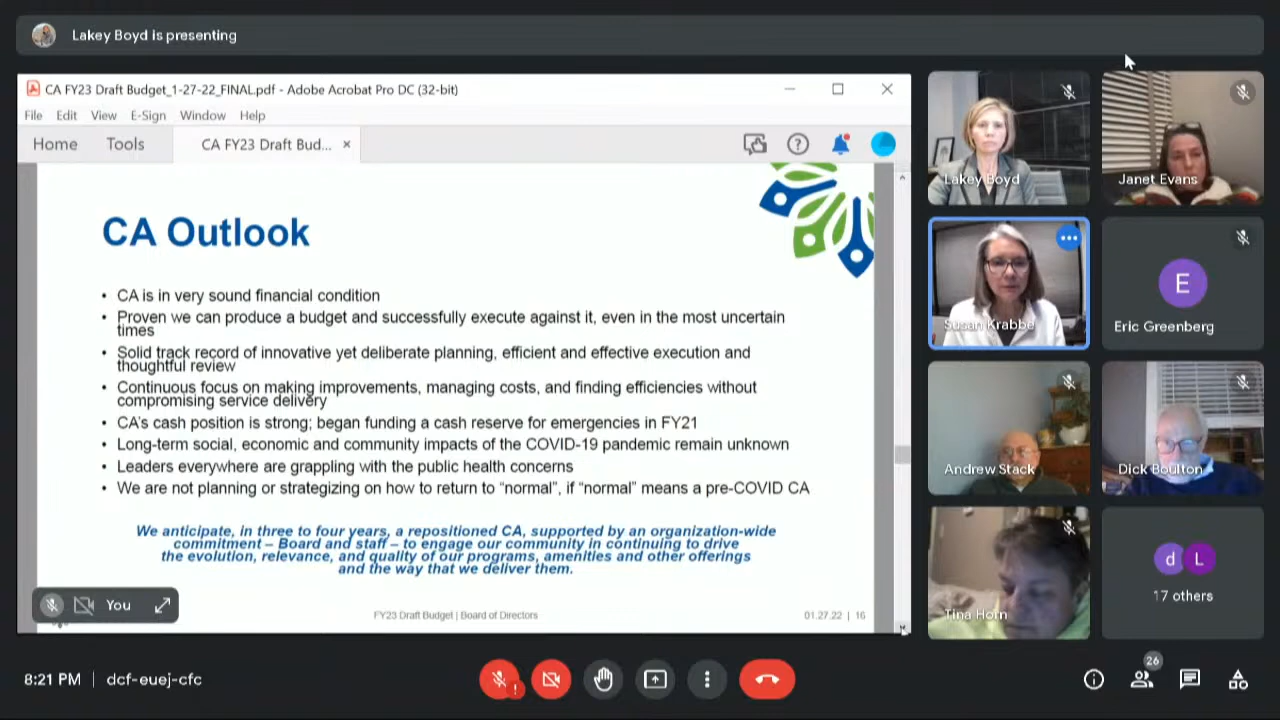 Lakey Boyd is presenting
CA FY23 Draft Budget_1-27-22_FINAL.pdf - Adobe Acrobat Pro DC (32-bit)
File Edit View E-Sign Window Help
Home Tools CA FY23 Draft Bud... ×
CA Outlook
• CA is in very sound financial condition
• Proven we can produce a budget and successfully execute against it, even in the most uncertain
times
• Solid track record of innovative yet deliberate planning, efficient and effective execution and
thoughtful review
• Continuous focus on making improvements, managing costs, and finding efficiencies without
compromising service delivery
• CA's cash position is strong; began funding a cash reserve for emergencies in FY21
• Long-term social, economic and community impacts of the COVID-19 pandemic remain unknown
• Leaders everywhere are grappling with the public health concerns
• We are not planning or strategizing on how to return to "normal", if "normal" means a pre-COVID CA
We anticipate, in three to four years, a repositioned CA, supported by an organization-wide
commitment – Board and staff – to engage our community in continuing to drive
the evolution, relevance, and quality of our programs, amenities and other offerings
and the way that we deliver them.
FY23 Draft Budget | Board of Directors 01.27.22 | 16
You
Lakey Boyd
Janet Evans
Susan Krabbe
E
Eric Greenberg
Andrew Stack
Dick Boulton
Tina Horn
d L
17 others
8:21 PM | dcf-euej-cfc
26